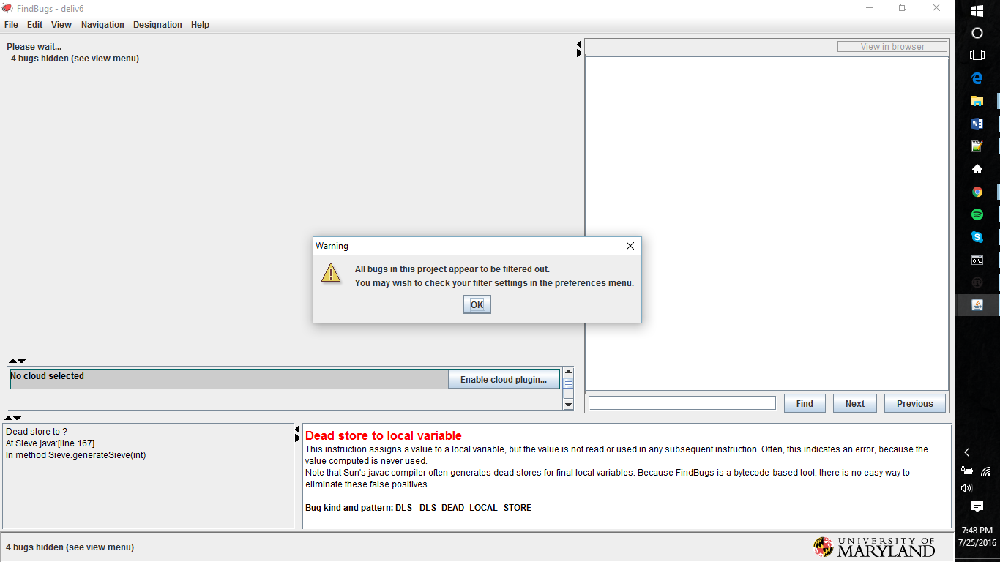 FindBugs - deliv6
File Edit View Navigation Designation Help
Please wait...
4 bugs hidden (see view menu)
View in browser
Warning
All bugs in this project appear to be filtered out.
You may wish to check your filter settings in the preferences menu.
OK
No cloud selected
Enable cloud plugin...
Find Next Previous
Dead store to ?
At Sieve.java:[line 167]
In method Sieve.generateSieve(int)
Dead store to local variable
This instruction assigns a value to a local variable, but the value is not read or used in any subsequent instruction. Often, this indicates an error, because the
value computed is never used.
Note that Sun's javac compiler often generates dead stores for final local variables. Because FindBugs is a bytecode-based tool, there is no easy way to
eliminate these false positives.
Bug kind and pattern: DLS - DLS_DEAD_LOCAL_STORE
4 bugs hidden (see view menu)
UNIVERSITY OF
MARYLAND
7:48 PM
7/25/2016